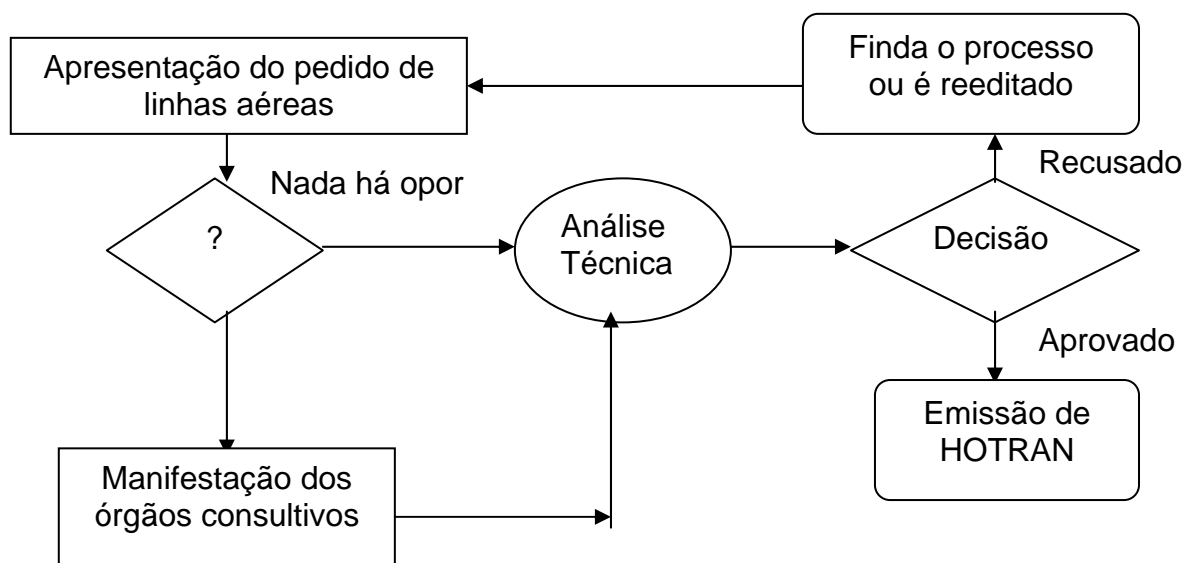 Apresentação do pedido de
linhas aéreas
Finda o processo
ou é reeditado
Nada há opor
Recusado
?
Análise
Técnica
Decisão
Aprovado
Emissão de
HOTRAN
Manifestação dos
órgãos consultivos